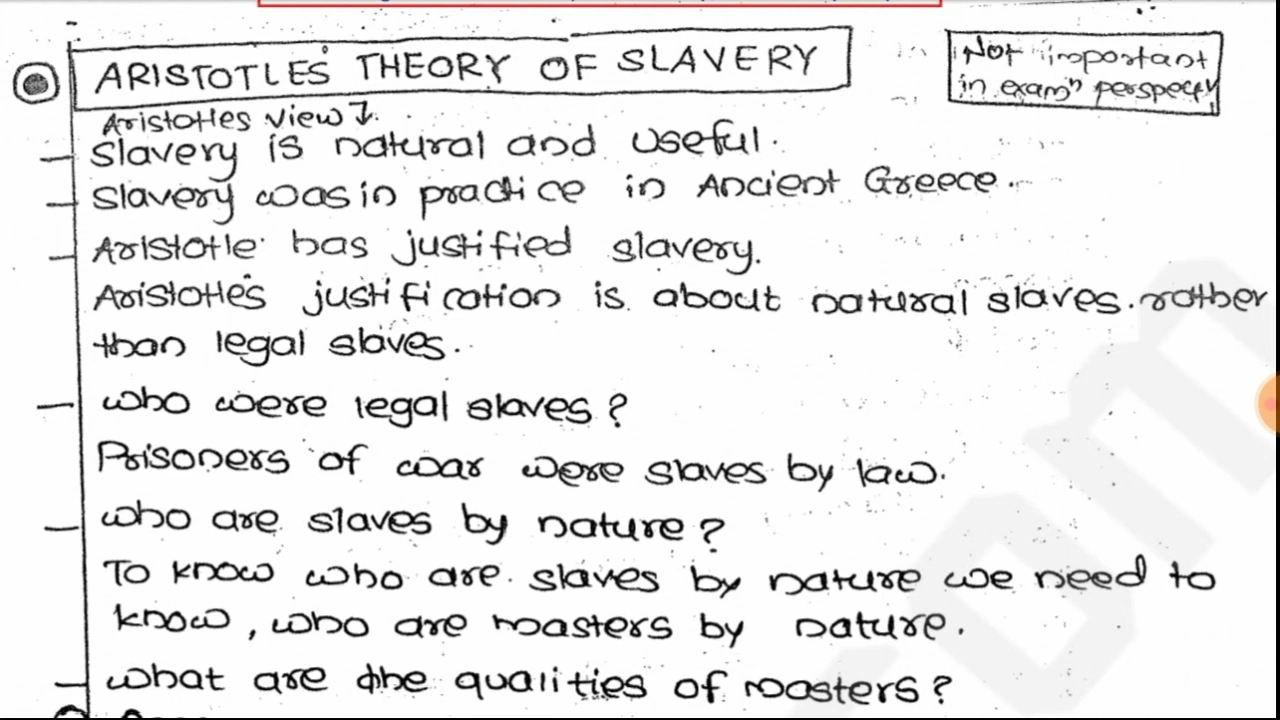 ARISTOTLES THEORY OF SLAVERY
Not important
in exam^n perspectiv
Aristotles view ↓.
— Slavery is natural and useful.
— Slavery was in practice in Ancient Greece.
— Aristotle has justified slavery.
Aristotle's justification is about natural slaves. rather
than legal slaves.
— who were legal slaves?
Prisoners of war were slaves by law.
— who are slaves by nature?
To know who are slaves by nature we need to
know, who are masters by nature.
— what are the qualities of masters?